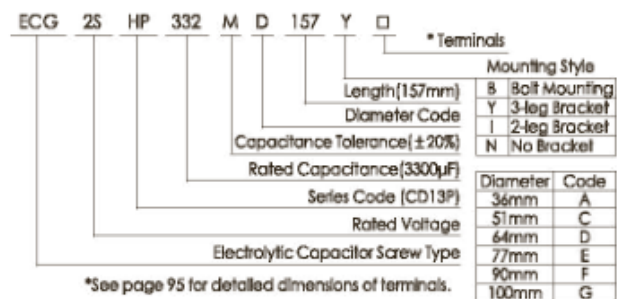 ECG 2S HP 332 M D 157 Y □
*Terminals
Mounting Style
B Bolt Mounting
Y 3-leg Bracket
I 2-leg Bracket
N No Bracket
Length(157mm)
Diameter Code
Capacitance Tolerance(±20%)
Rated Capacitance(3300μF)
Series Code (CD13P)
Rated Voltage
Electrolytic Capacitor Screw Type
Diameter Code
36mm A
51mm C
64mm D
77mm E
90mm F
100mm G
*See page 95 for detailed dimensions of terminals.